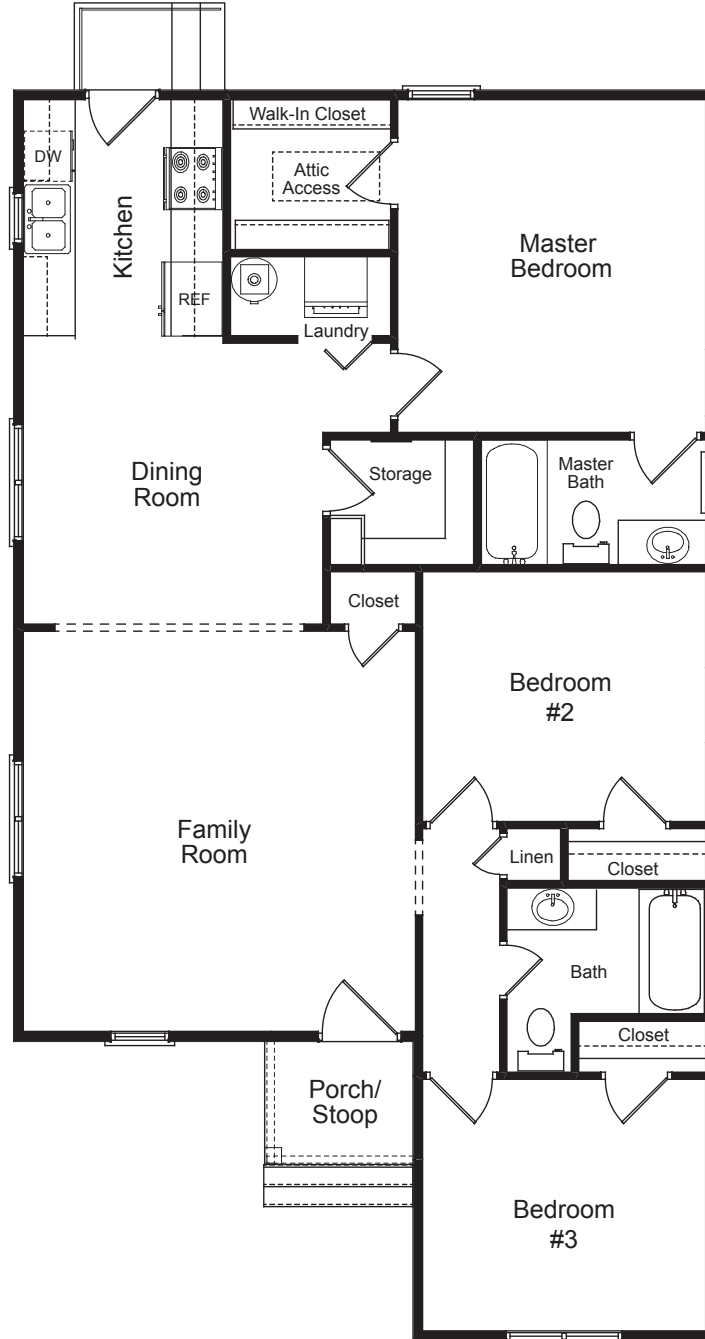 Walk-In Closet
DW
Attic
Access
Kitchen
Master
Bedroom
REF
Laundry
Dining
Room
Storage
Master
Bath
Closet
Bedroom
#2
Family
Room
Linen
Closet
Bath
Closet
Porch/
Stoop
Bedroom
#3